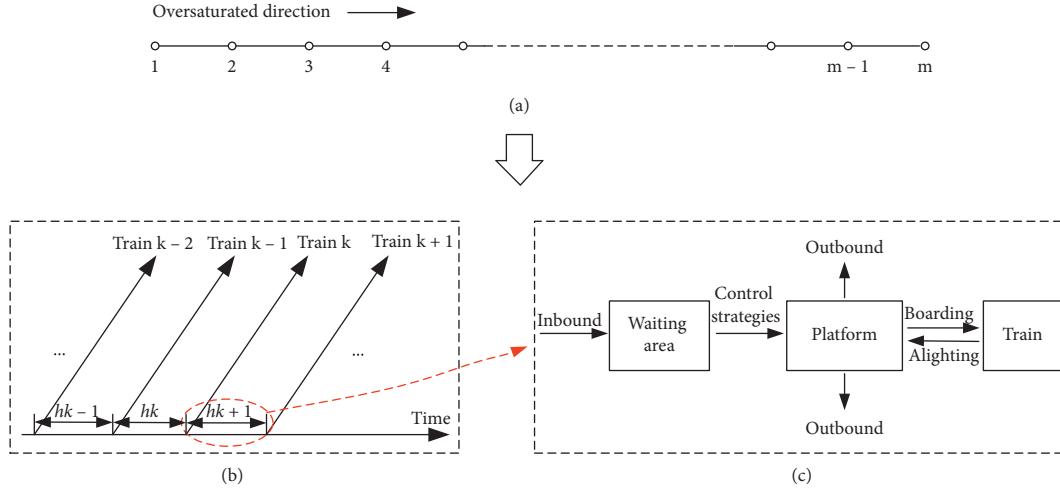 Oversaturated direction
1 2 3 4 m – 1 m
(a)
Train k – 2 Train k – 1 Train k Train k + 1
... ...
hk – 1 hk hk + 1 Time
(b)
Outbound
Inbound
Waiting
area
Control
strategies
Platform
Boarding
Alighting
Train
Outbound
(c)